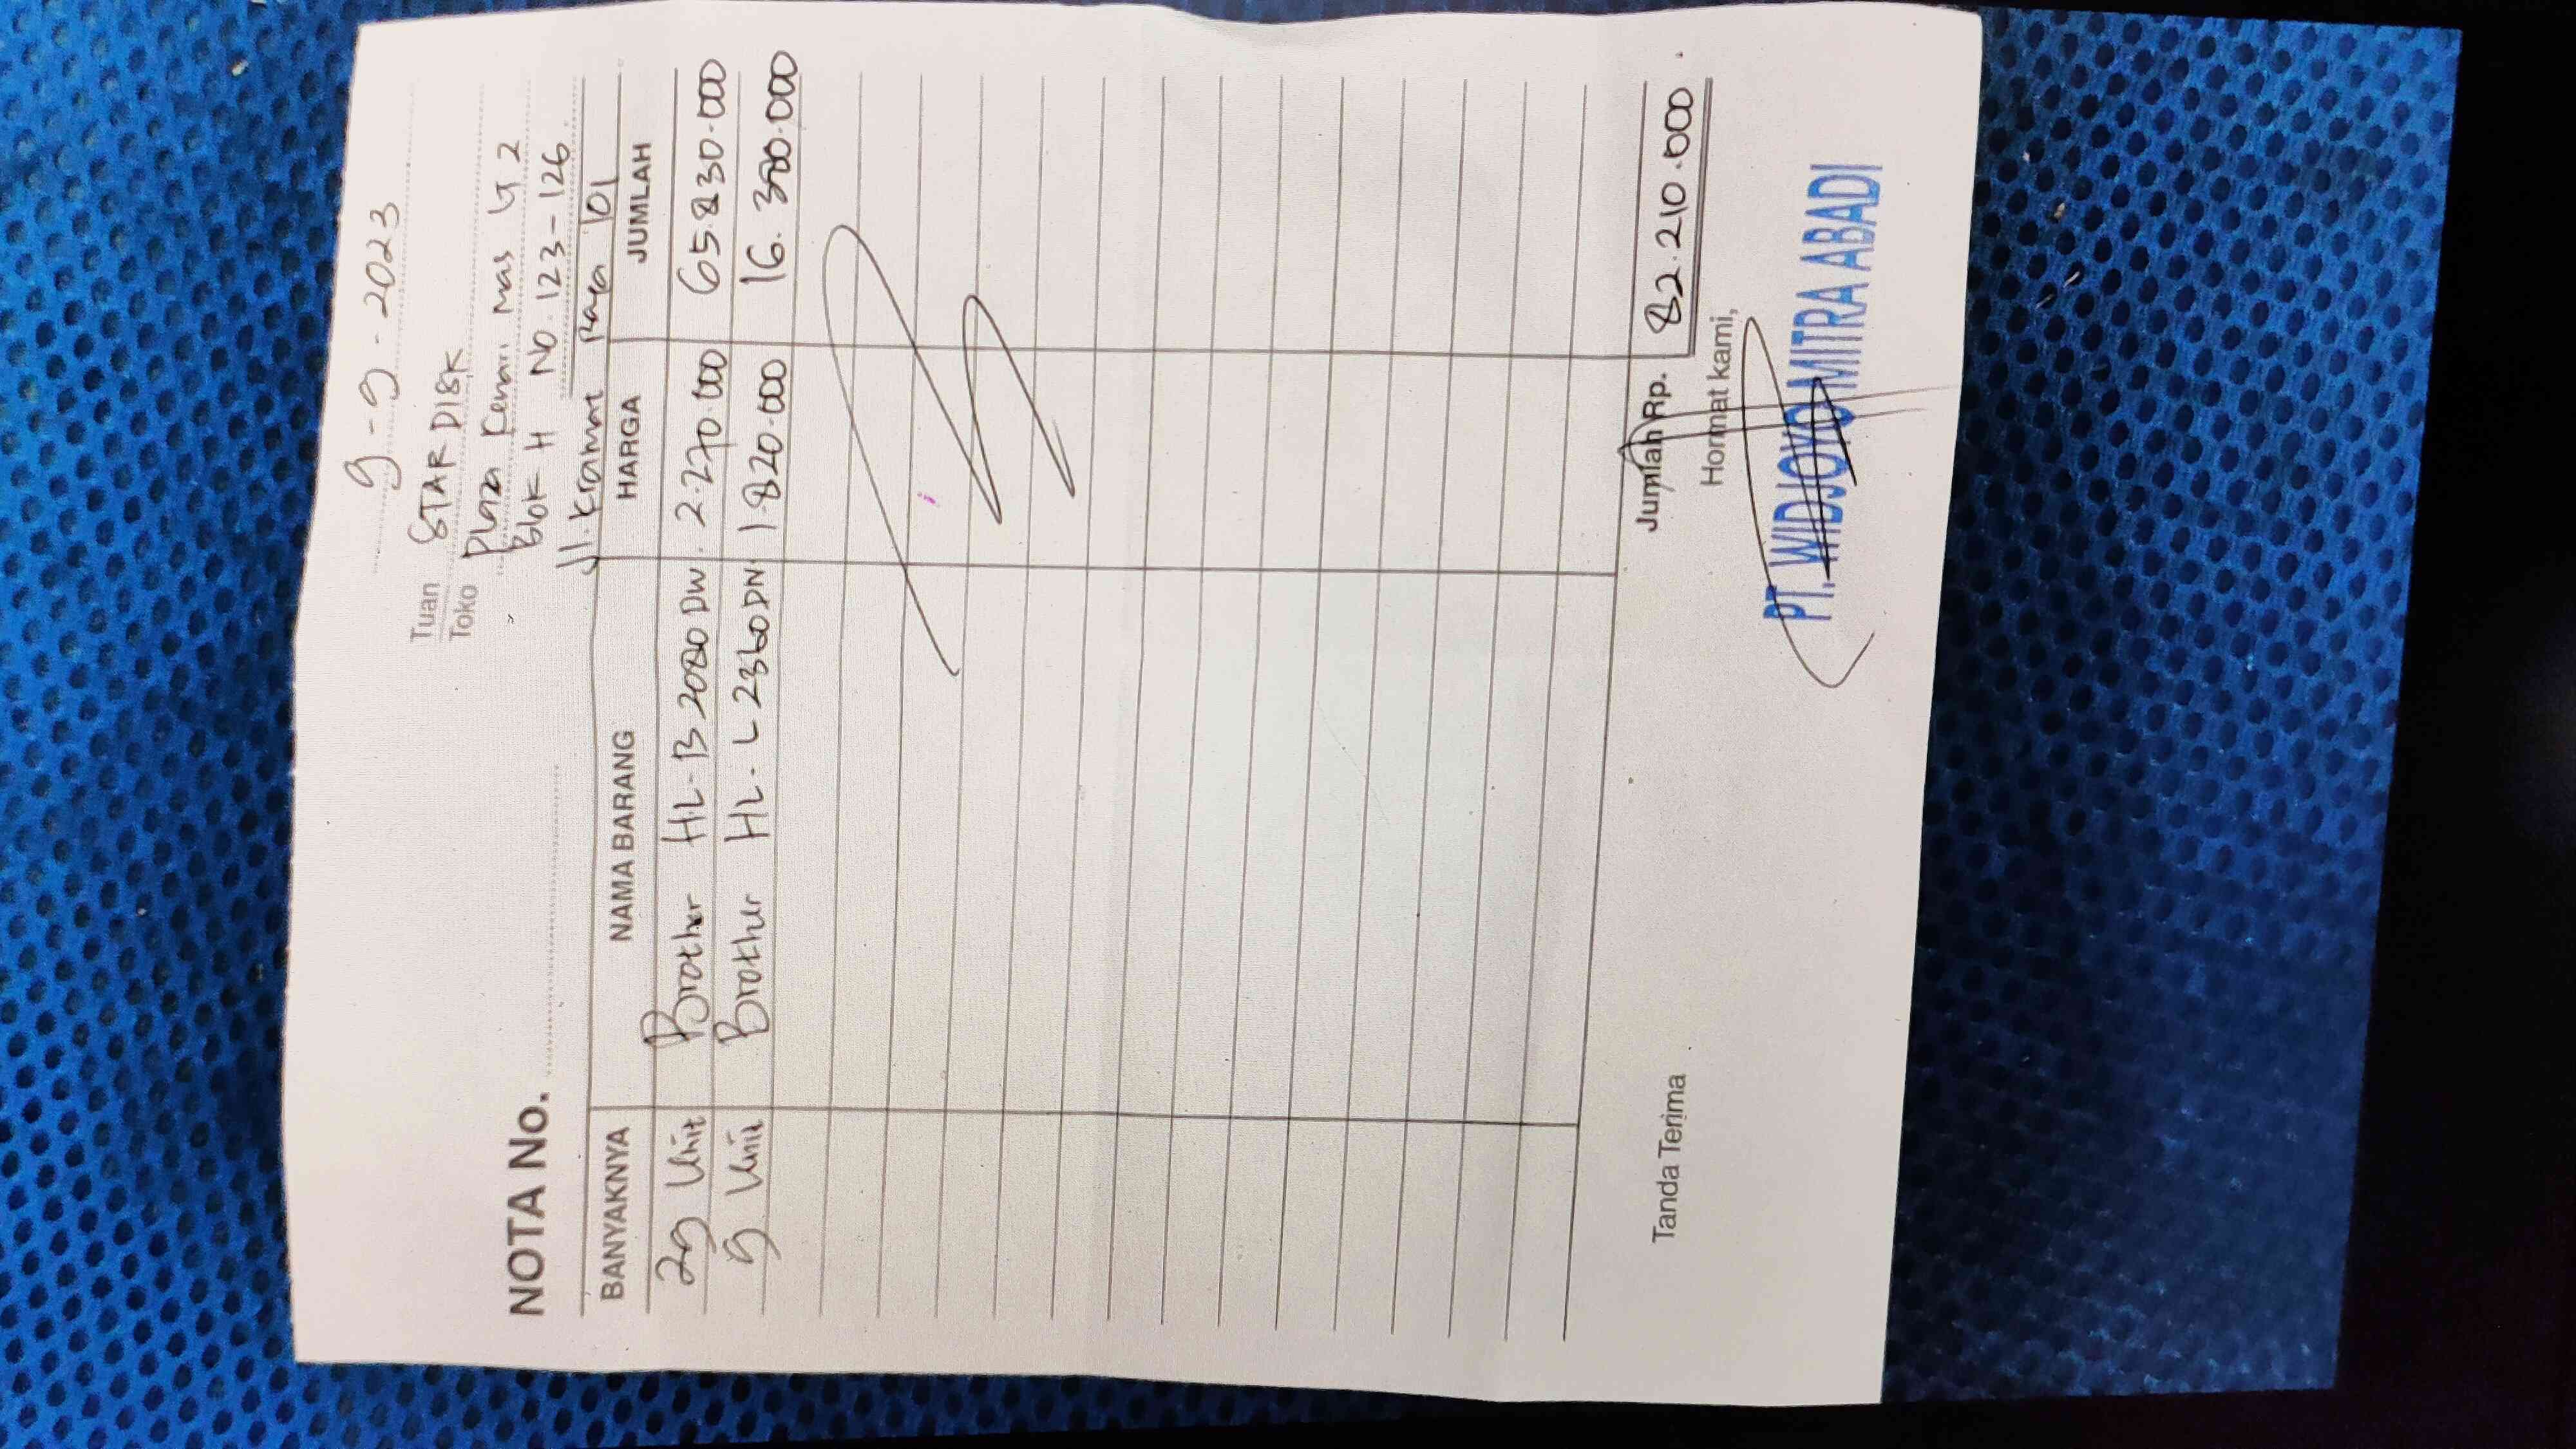 9-9-2023
Tuan STAR DISK
Toko Plaza Kenari Mas Lt 2
Blok H No. 123-126
Jl. Kramat Raya 101
NOTA No.
BANYAKNYA NAMA BARANG HARGA JUMLAH
29 Unit Brother HL-B 2080 DW. 2.270.000 65.830.000
9 Unit Brother HL-L 2360 DN 1820.000 16.380.000
Jumlah Rp. 82.210.000.
Tanda Terima Hormat kami,
PT. WIDJOYO MITRA ABADI